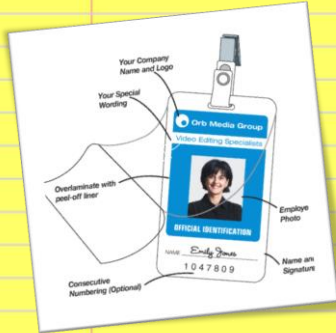 Your Company
Name and Logo
Your Special
Wording
Orb Media Group
Video Editing Specialists
Overlaminate with
peel-off liner
Employe
Photo
OFFICIAL IDENTIFICATION
NAME Emily Jones
1047809
Name an
Signatur
Consecutive
Numbering (Optional)